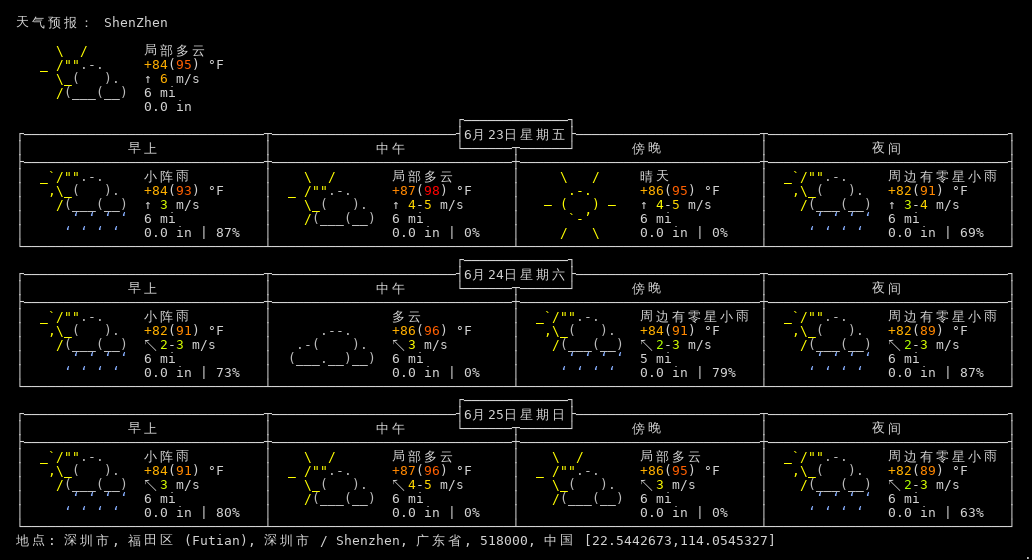 天气预报： ShenZhen
局部多云
+84(95) °F
↑ 6 m/s
6 mi
0.0 in
6月23日星期五
早上 中午 傍晚 夜间
小阵雨 局部多云 晴天 周边有零星小雨
+84(93) °F +87(98) °F +86(95) °F +82(91) °F
↑ 3 m/s ↑ 4-5 m/s ↑ 4-5 m/s ↑ 3-4 m/s
6 mi 6 mi 6 mi 6 mi
0.0 in | 87% 0.0 in | 0% 0.0 in | 0% 0.0 in | 69%
6月24日星期六
早上 中午 傍晚 夜间
小阵雨 多云 周边有零星小雨 周边有零星小雨
+82(91) °F +86(96) °F +84(91) °F +82(89) °F
↖ 2-3 m/s ↖ 3 m/s ↖ 2-3 m/s ↖ 2-3 m/s
6 mi 6 mi 5 mi 6 mi
0.0 in | 73% 0.0 in | 0% 0.0 in | 79% 0.0 in | 87%
6月25日星期日
早上 中午 傍晚 夜间
小阵雨 局部多云 局部多云 周边有零星小雨
+84(91) °F +87(96) °F +86(95) °F +82(89) °F
↖ 3 m/s ↖ 4-5 m/s ↖ 3 m/s ↖ 2-3 m/s
6 mi 6 mi 6 mi 6 mi
0.0 in | 80% 0.0 in | 0% 0.0 in | 0% 0.0 in | 63%
地点: 深圳市, 福田区 (Futian), 深圳市 / Shenzhen, 广东省, 518000, 中国 [22.5442673,114.0545327]